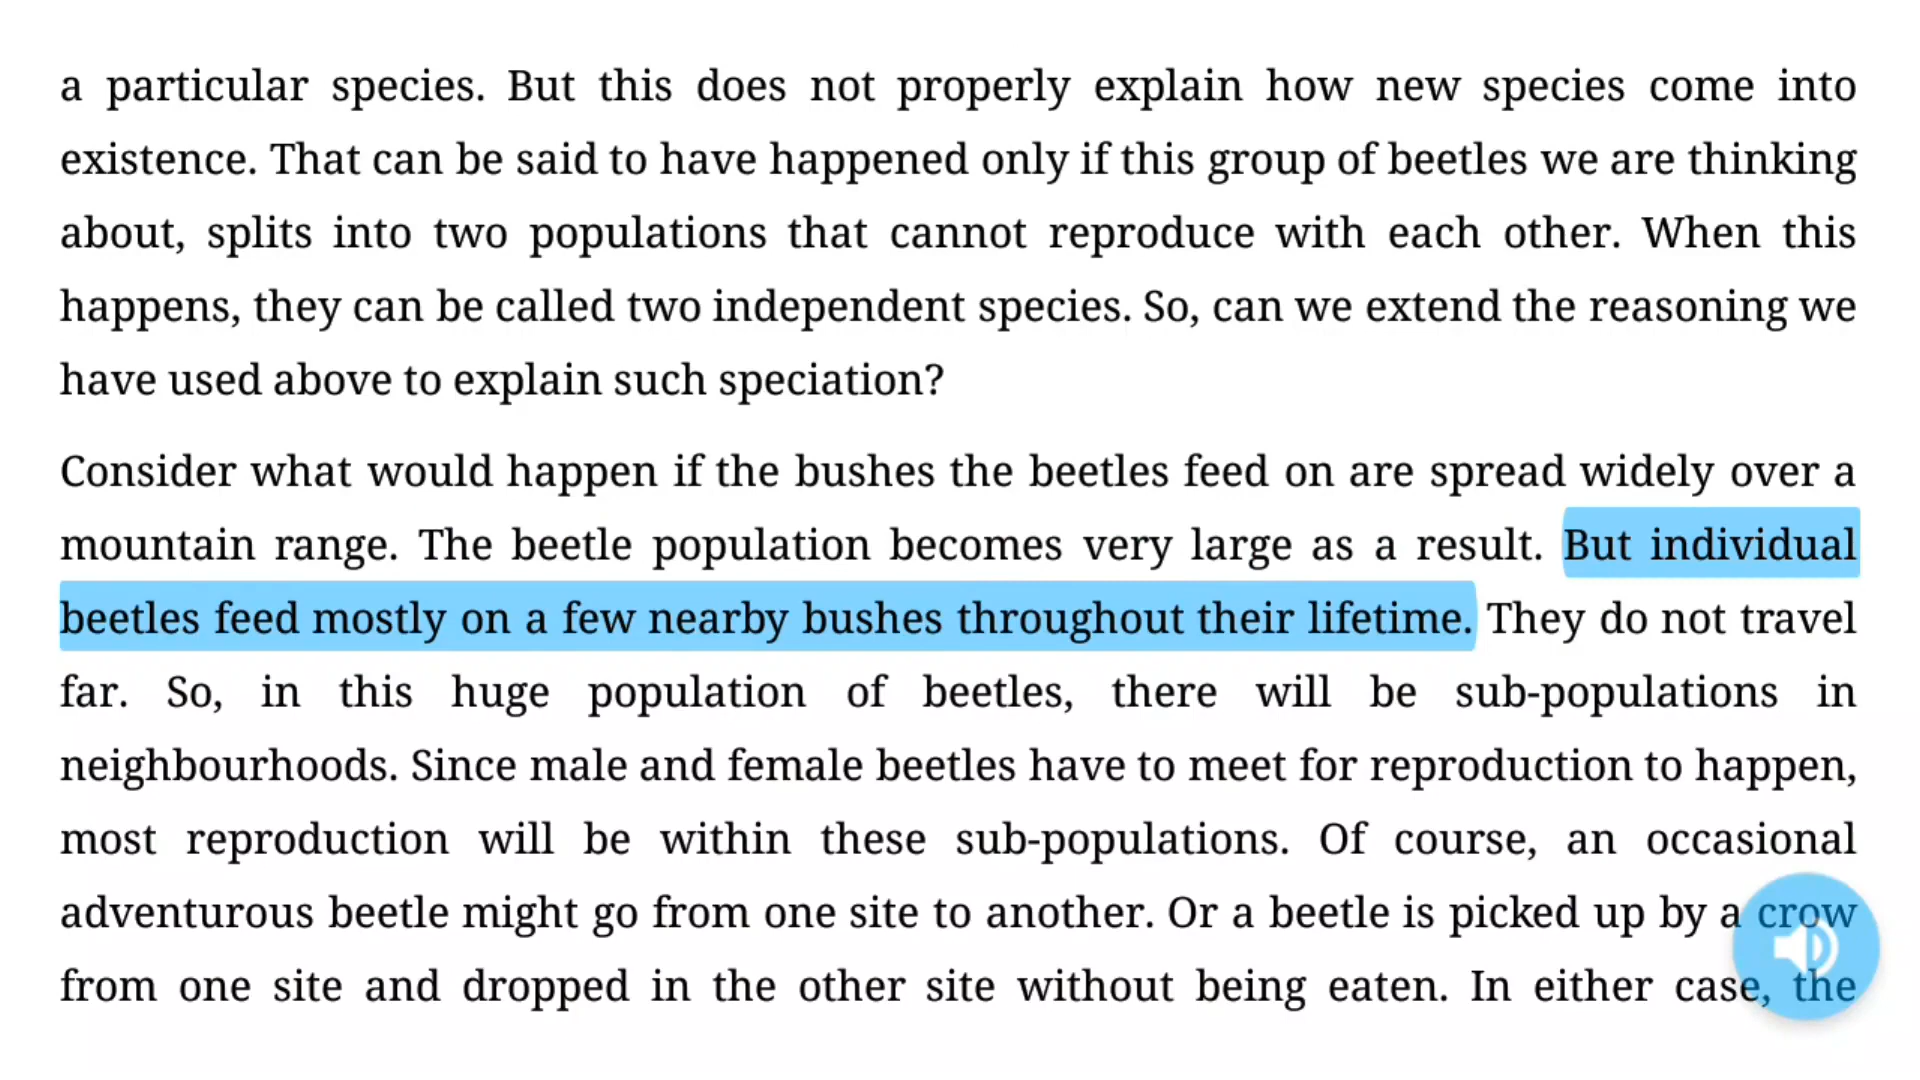 a particular species. But this does not properly explain how new species come into
existence. That can be said to have happened only if this group of beetles we are thinking
about, splits into two populations that cannot reproduce with each other. When this
happens, they can be called two independent species. So, can we extend the reasoning we
have used above to explain such speciation?
Consider what would happen if the bushes the beetles feed on are spread widely over a
mountain range. The beetle population becomes very large as a result. But individual
beetles feed mostly on a few nearby bushes throughout their lifetime. They do not travel
far. So, in this huge population of beetles, there will be sub-populations in
neighbourhoods. Since male and female beetles have to meet for reproduction to happen,
most reproduction will be within these sub-populations. Of course, an occasional
adventurous beetle might go from one site to another. Or a beetle is picked up by a crow
from one site and dropped in the other site without being eaten. In either case, the